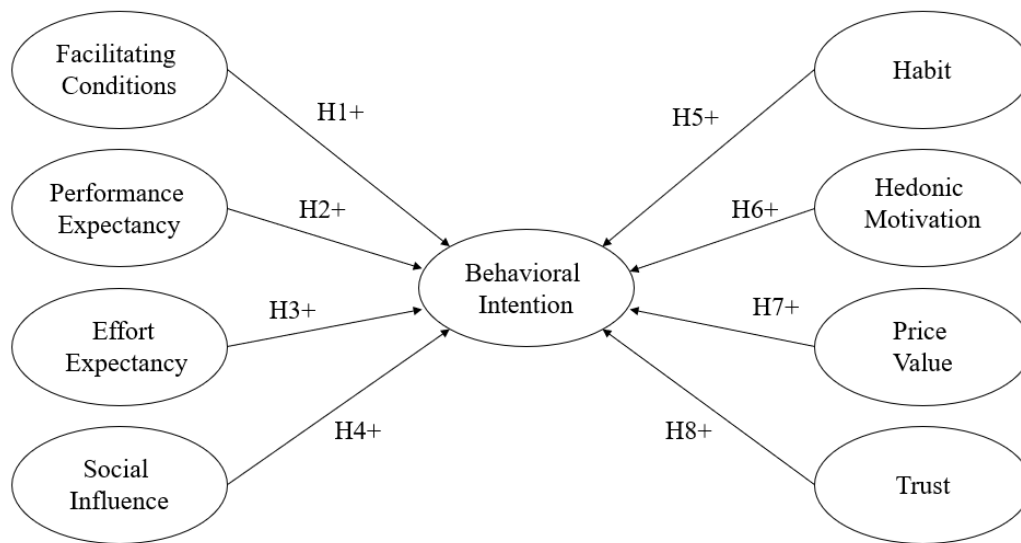 Facilitating
Conditions
H1+
Performance
Expectancy
H2+
Effort
Expectancy
H3+
Social
Influence
H4+
Behavioral
Intention
Habit
H5+
Hedonic
Motivation
H6+
Price
Value
H7+
Trust
H8+